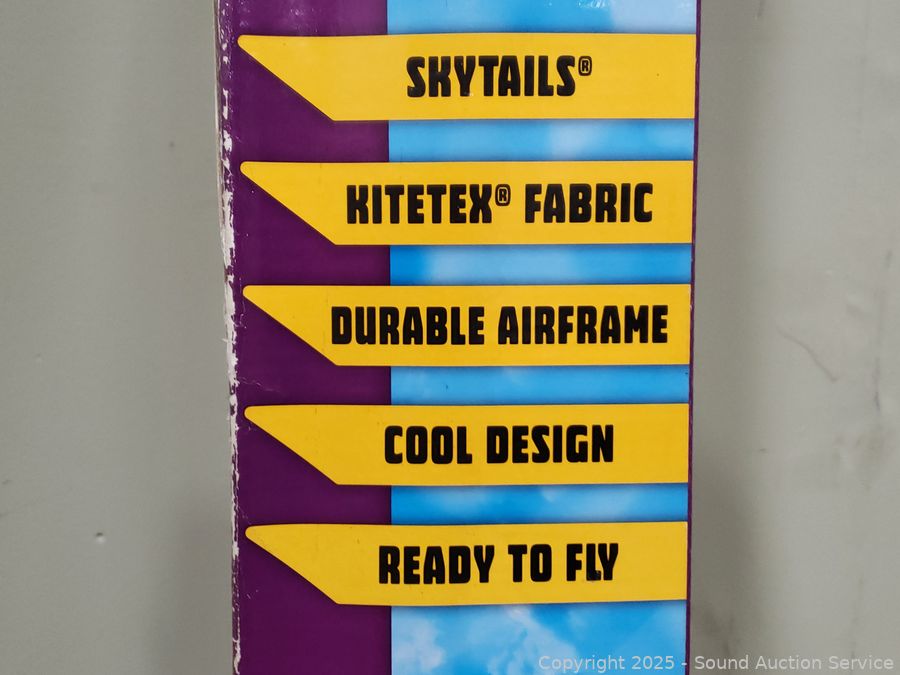 SKYTAILS®
KITETEX® FABRIC
DURABLE AIRFRAME
COOL DESIGN
READY TO FLY
Copyright 2025 - Sound Auction Service